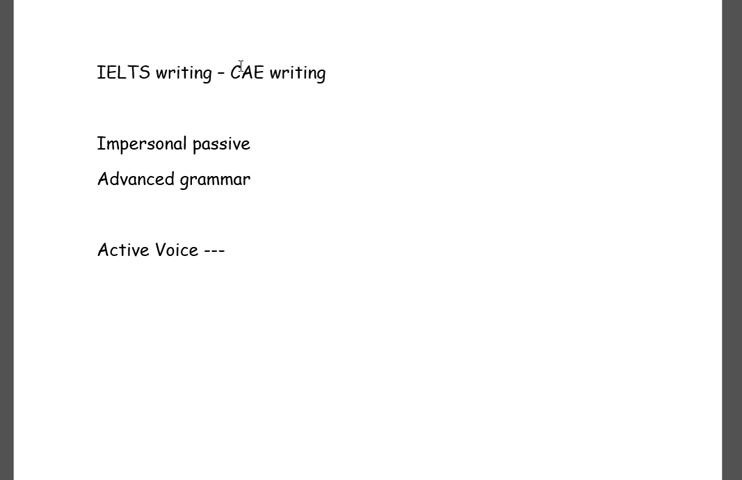 IELTS writing – CAE writing
Impersonal passive
Advanced grammar
Active Voice ---